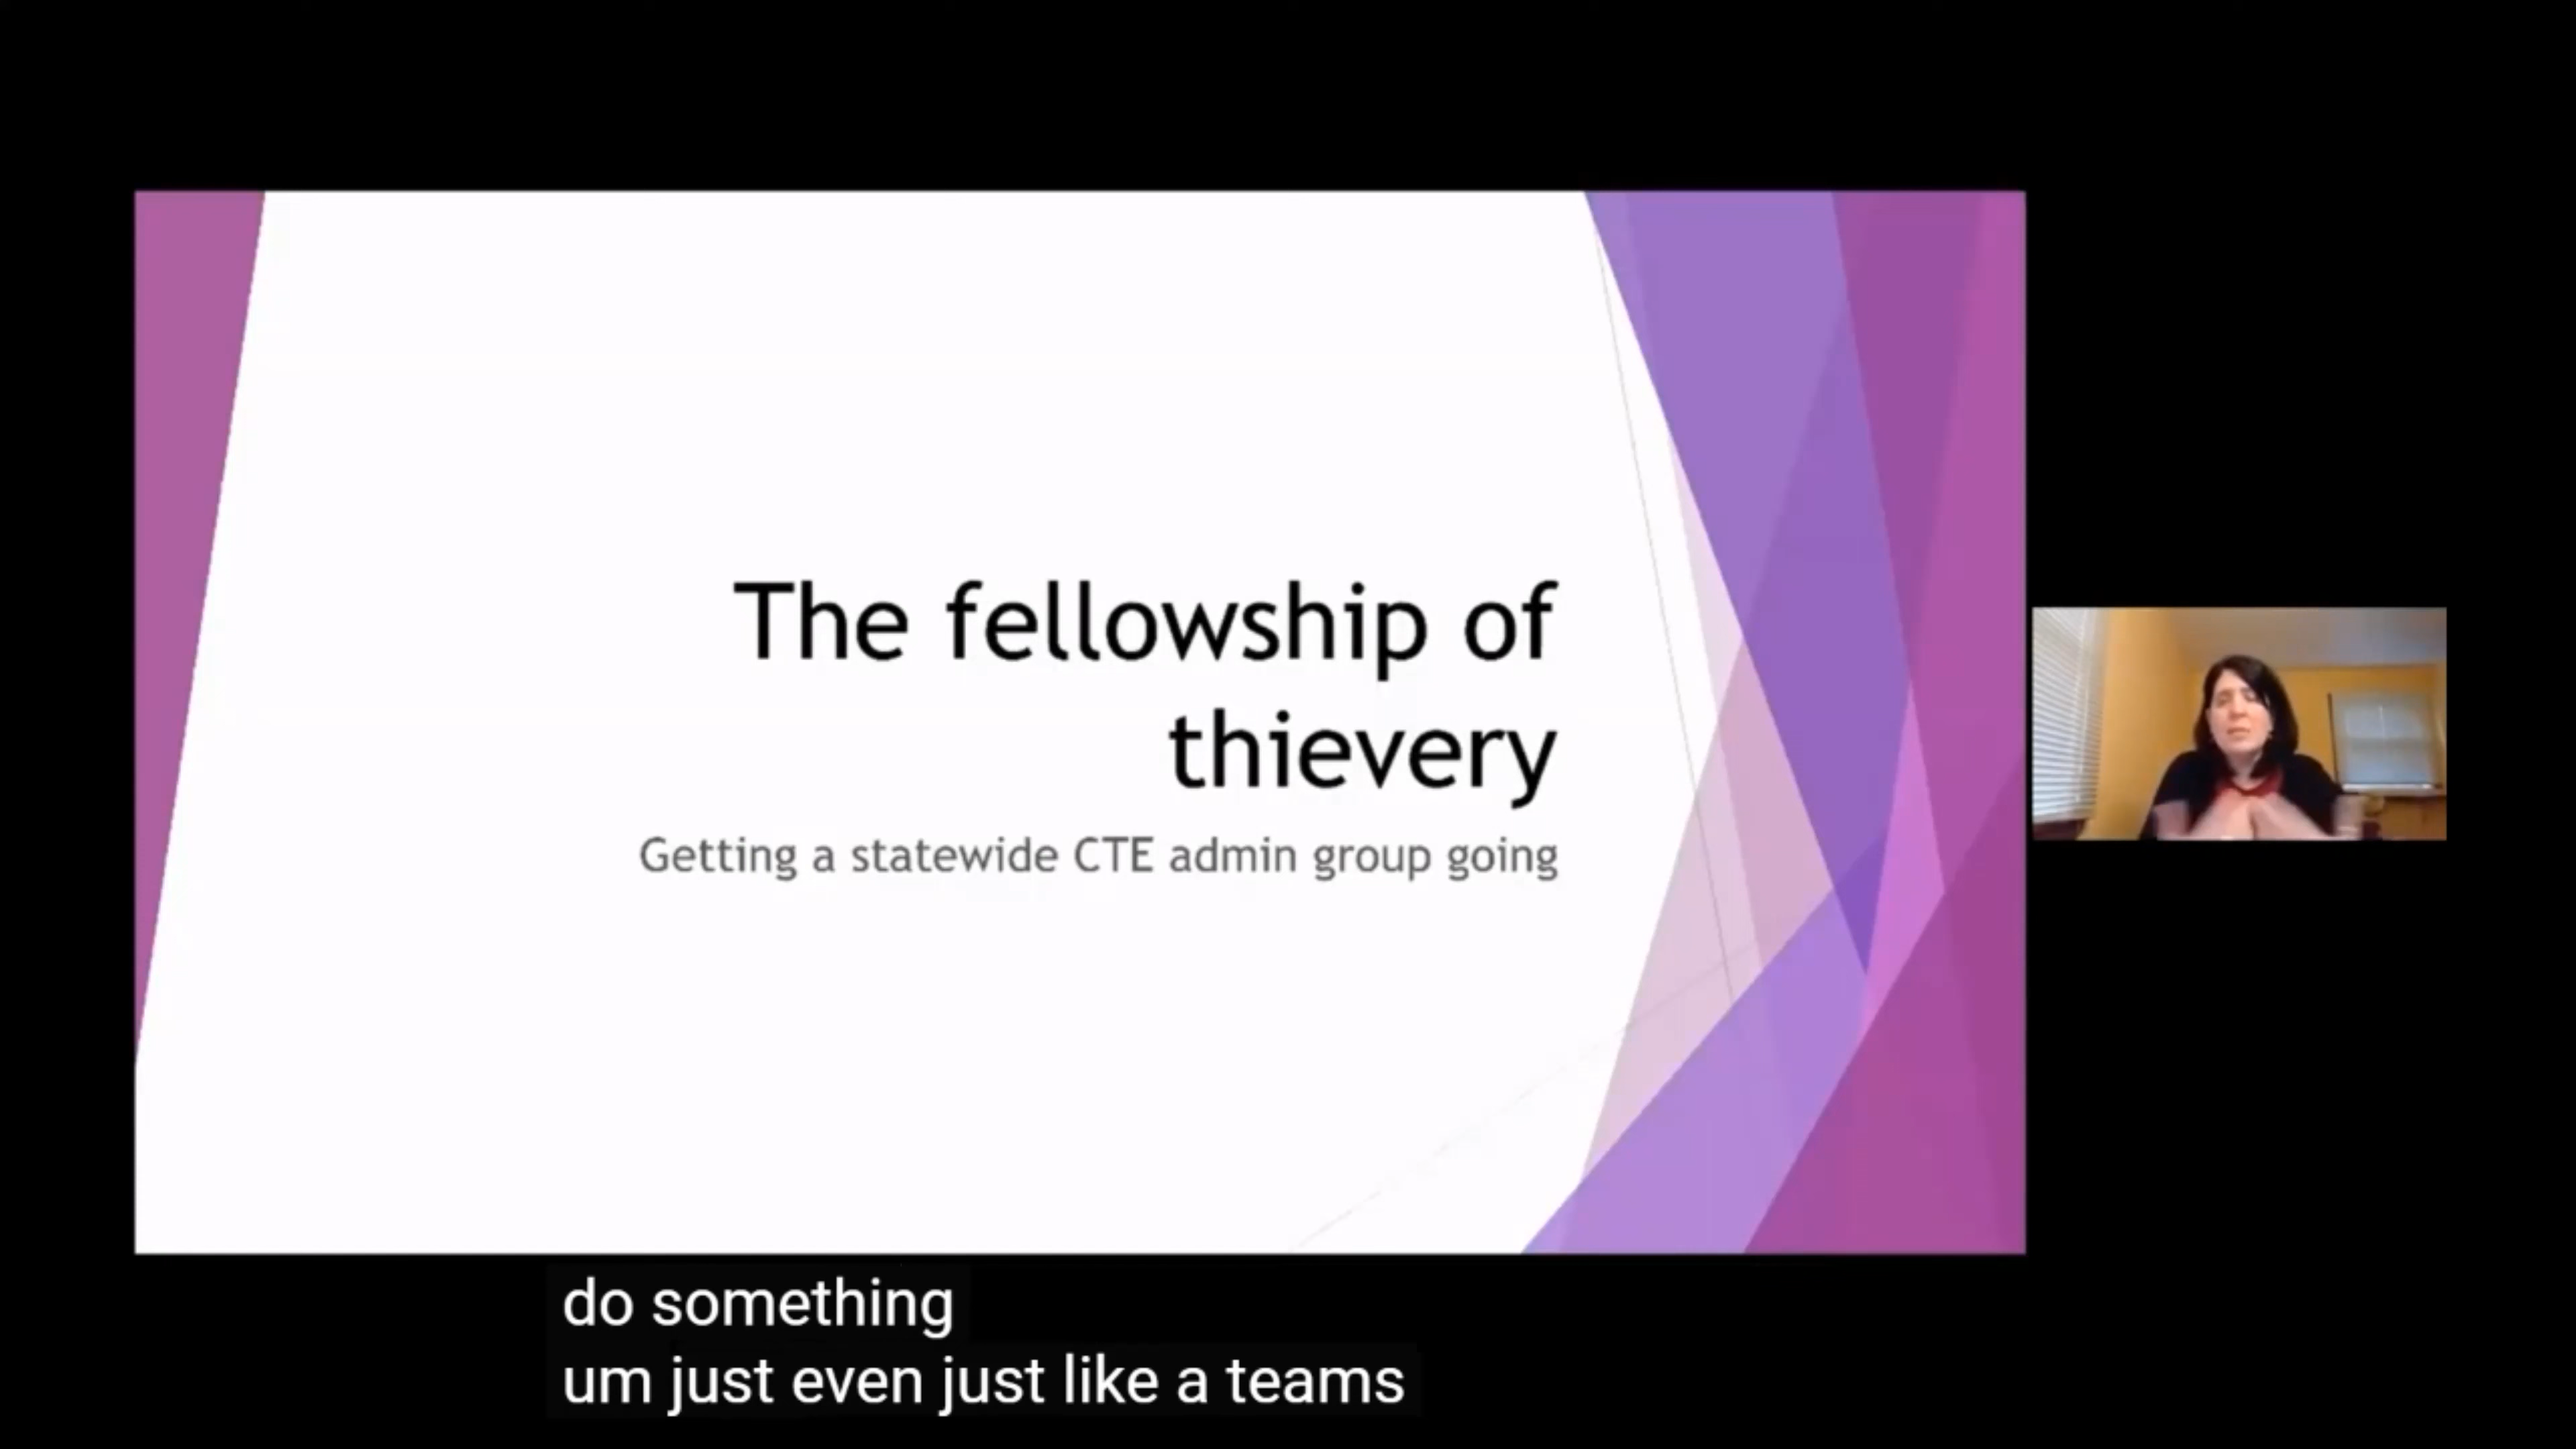 The fellowship of
thievery
Getting a statewide CTE admin group going
do something
um just even just like a teams